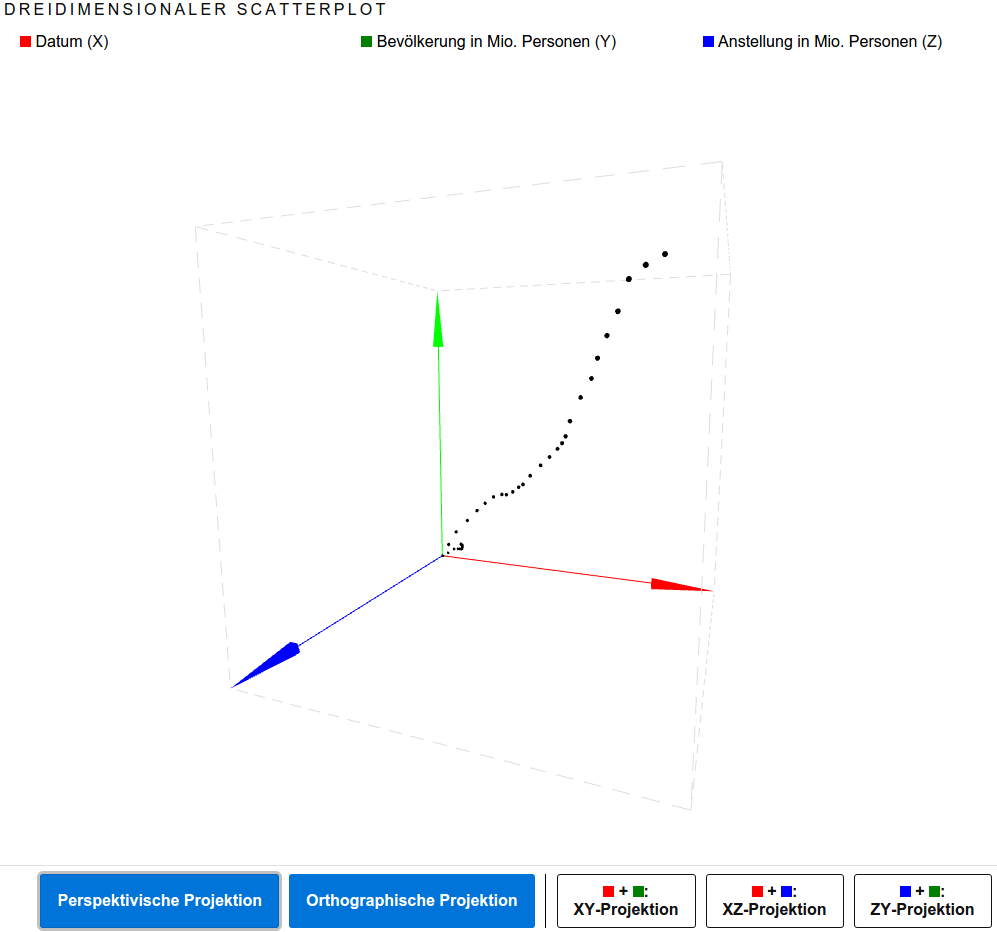 DREIDIMENSIONALER SCATTERPLOT
Datum (X) Bevölkerung in Mio. Personen (Y) Anstellung in Mio. Personen (Z)
Perspektivische Projektion Orthographische Projektion
+ :
XY-Projektion
+ :
XZ-Projektion
+ :
ZY-Projektion